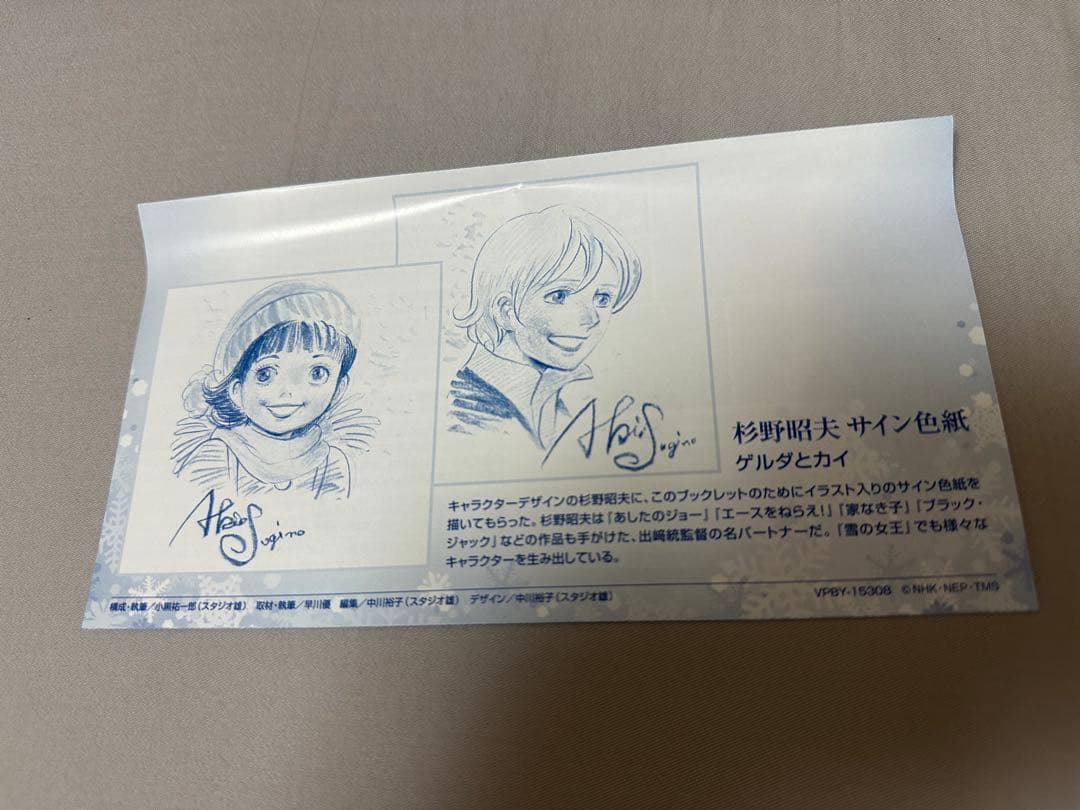 Akio Sugino
Akio Sugino
杉野昭夫 サイン色紙
ゲルダとカイ
キャラクターデザインの杉野昭夫に、このブックレットのためにイラスト入りのサイン色紙を
描いてもらった。杉野昭夫は「あしたのジョー」「エースをねらえ!」「家なき子」「ブラック・
ジャック」などの作品も手がけた、出﨑統監督の名パートナーだ。「雪の女王」でも様々な
キャラクターを生み出している。
構成・執筆/小黒祐一郎(スタジオ雄) 取材・執筆/早川優 編集/中川裕子(スタジオ雄) デザイン/中川裕子(スタジオ雄)
VPBY-15308 ©NHK・NEP・TMS